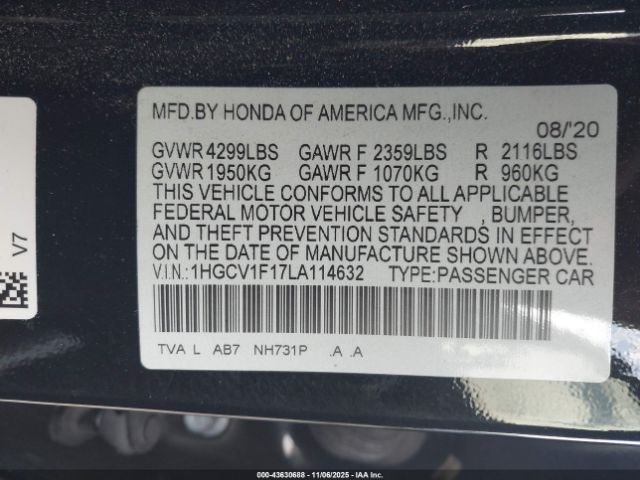 MFD.BY HONDA OF AMERICA MFG.,INC.
08/'20
GVWR 4299LBS GAWR F 2359LBS R 2116LBS
GVWR 1950KG GAWR F 1070KG R 960KG
THIS VEHICLE CONFORMS TO ALL APPLICABLE
FEDERAL MOTOR VEHICLE SAFETY , BUMPER,
AND THEFT PREVENTION STANDARDS IN EFFECT
ON THE DATE OF MANUFACTURE SHOWN ABOVE.
V.I.N.:1HGCV1F17LA114632 TYPE:PASSENGER CAR
TVA L AB7 NH731P .A .A
V7
000-43630688 - 11/06/2025 - IAA Inc.